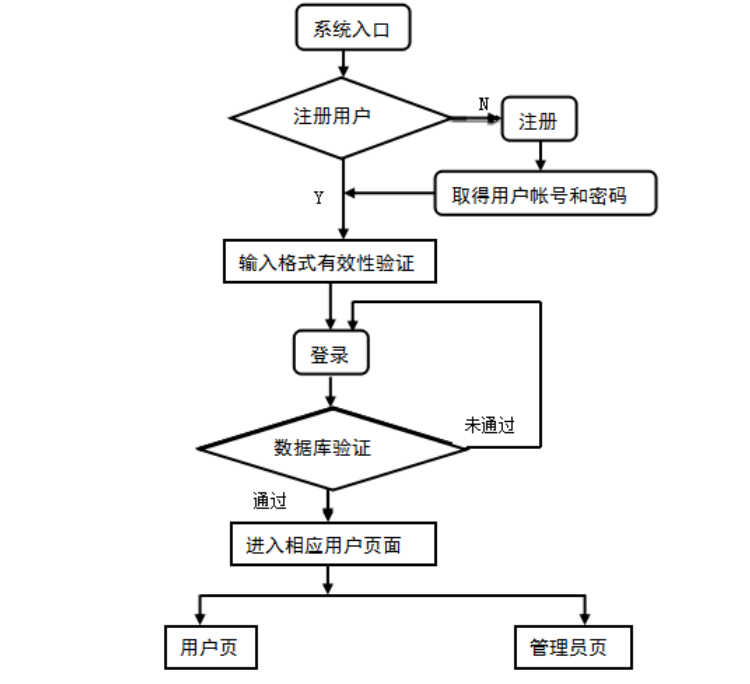 系统入口
注册用户
N
注册
Y
取得用户帐号和密码
输入格式有效性验证
登录
未通过
数据库验证
通过
进入相应用户页面
用户页
管理员页